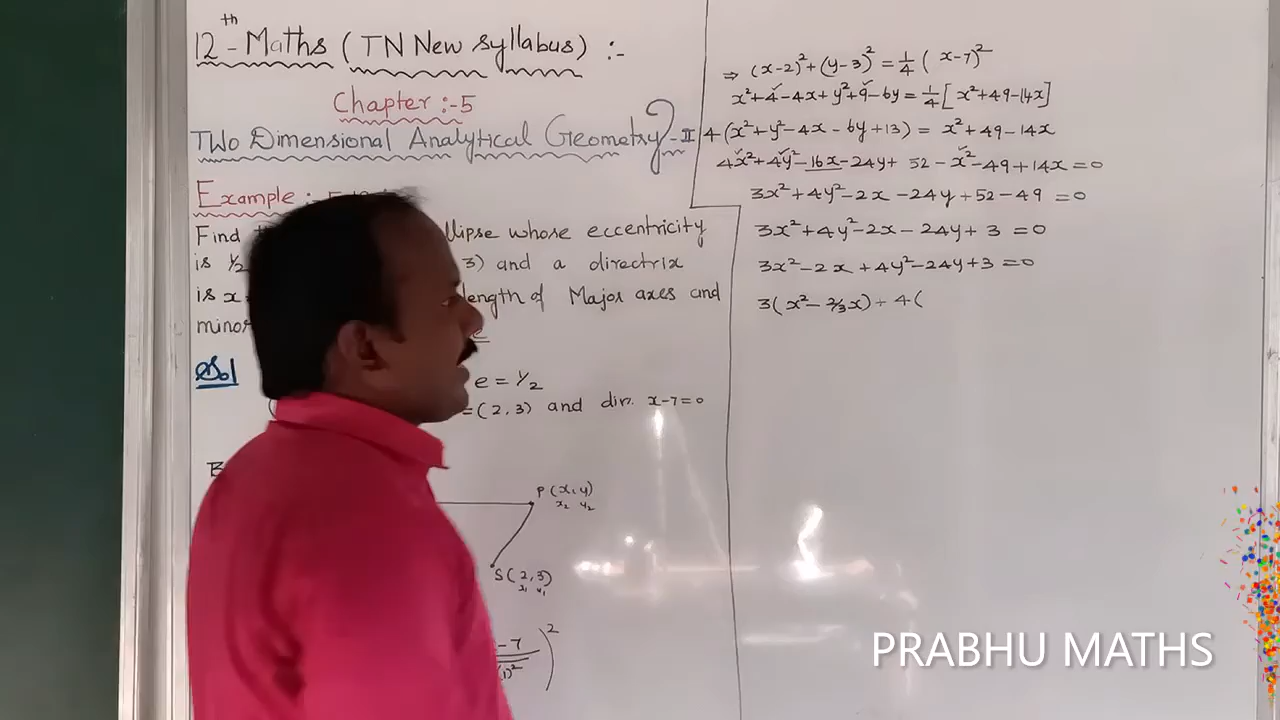 12th - Maths (TN New Syllabus) :-
Chapter :-5
Two Dimensional Analytical Geometry - II
Example :-
Find ellipse whose eccentricity
is 1/2 3) and a directrix
is x length of Major axes and
minor
Sol
e = 1/2
=(2,3) and dir. x-7=0
P(x,y)
x₂ y₂
S(2,3)
x₁ y₁
-7)²
(1)²
⇒ (x-2)²+(y-3)² = 1/4 (x-7)²
x²+4-4x+y²+9-6y = 1/4[x²+49-14x]
4(x²+y²-4x-6y+13) = x²+49-14x
4x²+4y²-16x-24y+52-x²-49+14x=0
3x²+4y²-2x-24y+52-49=0
3x²+4y²-2x-24y+3=0
3x²-2x+4y²-24y+3=0
3(x²-2/3x)+4(
PRABHU MATHS